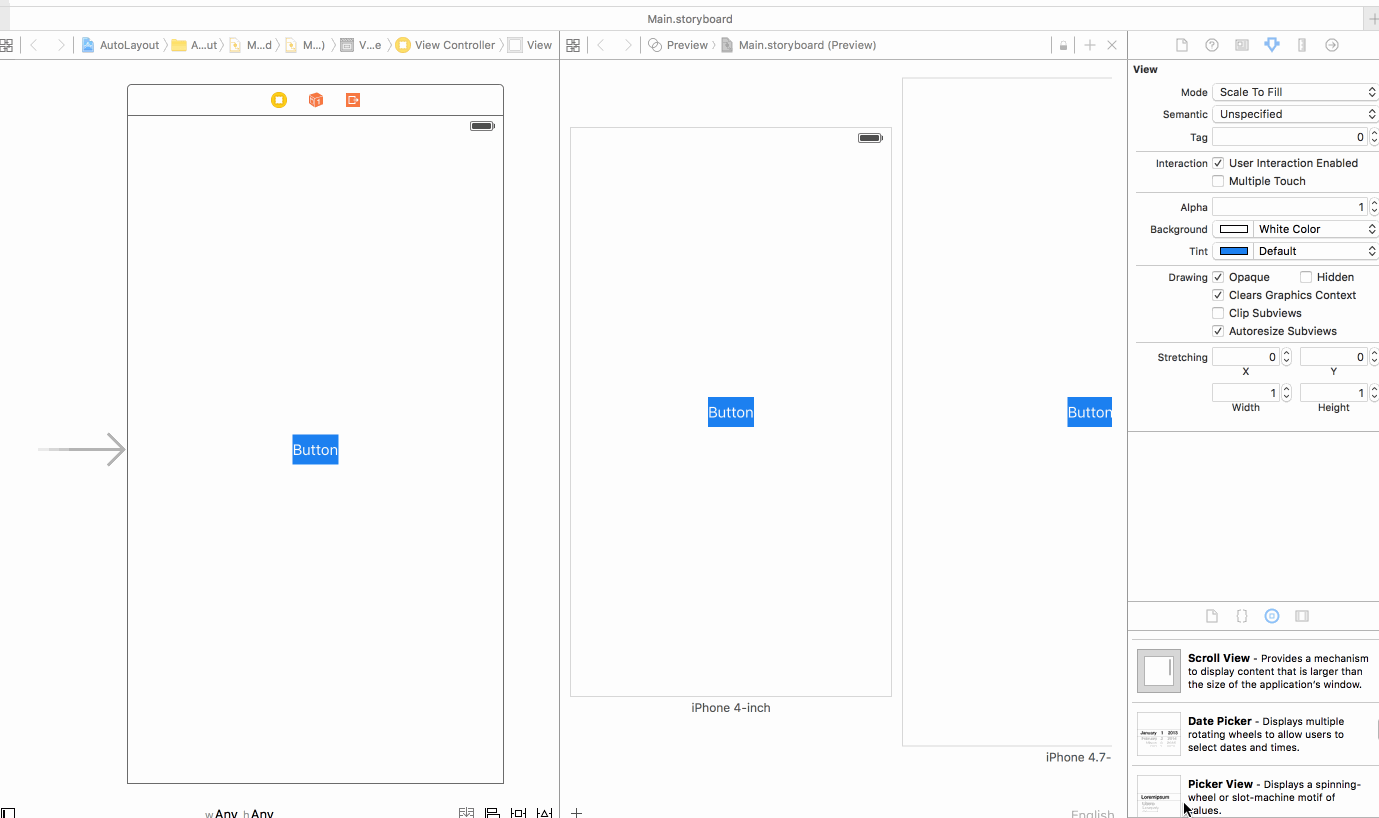 Main.storyboard
AutoLayout
A...ut
M...d
M...)
V...e
View Controller
View
Preview
Main.storyboard (Preview)
Button
wAny hAny
Button
iPhone 4-inch
Button
iPhone 4.7-
English
View
Mode Scale To Fill
Semantic Unspecified
Tag 0
Interaction User Interaction Enabled
Multiple Touch
Alpha 1
Background White Color
Tint Default
Drawing Opaque Hidden
Clears Graphics Context
Clip Subviews
Autoresize Subviews
Stretching 0 0
X Y
1 1
Width Height
Scroll View - Provides a mechanism
to display content that is larger than
the size of the application's window.
January 1 2013
Date Picker - Displays multiple
rotating wheels to allow users to
select dates and times.
Loremipsum
Picker View - Displays a spinning-
wheel or slot-machine motif of
values.